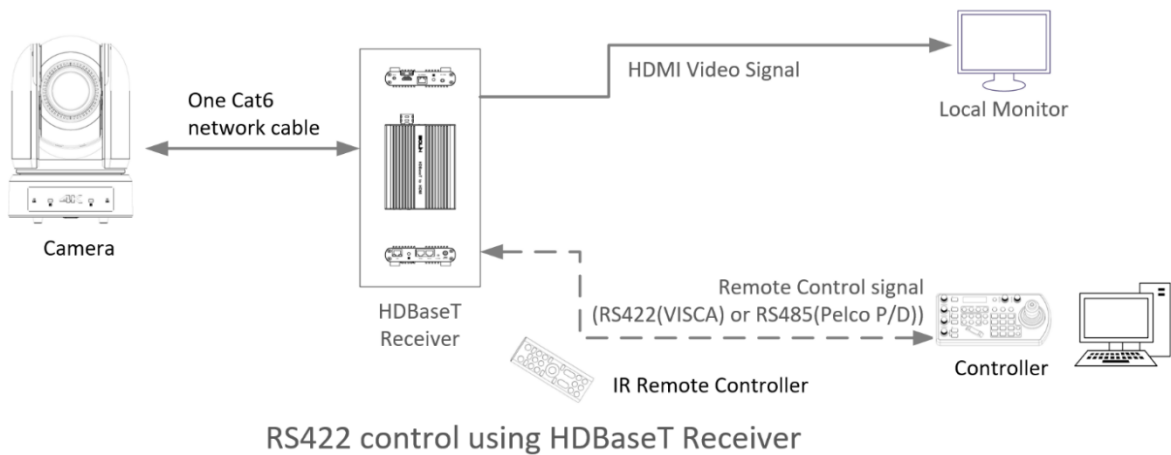 One Cat6
network cable
HDMI Video Signal
Local Monitor
Camera
BOLIN
HDBaseT
Receiver
Remote Control signal
(RS422(VISCA) or RS485(Pelco P/D))
Controller
IR Remote Controller
RS422 control using HDBaseT Receiver